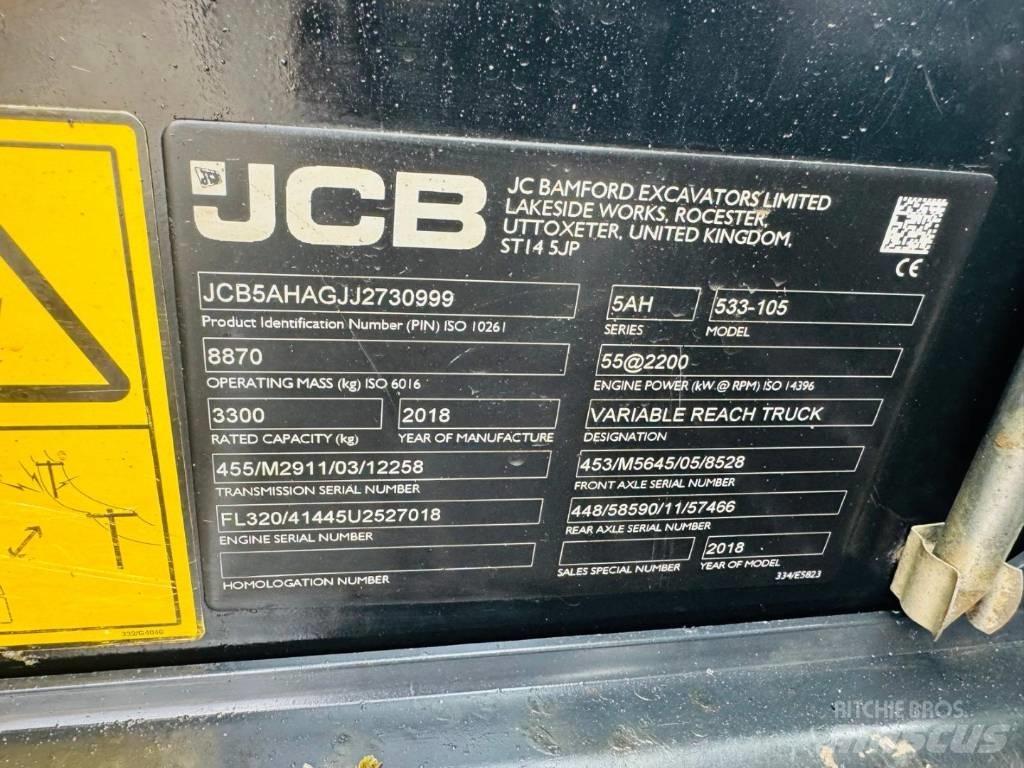 JCB
JC BAMFORD EXCAVATORS LIMITED
LAKESIDE WORKS, ROCESTER,
UTTOXETER, UNITED KINGDOM,
ST14 5JP
CE
JCB5AHAGJJ2730999
Product Identification Number (PIN) ISO 10261
5AH
SERIES
533-105
MODEL
8870
OPERATING MASS (kg) ISO 6016
55@2200
ENGINE POWER (kW.@ RPM) ISO 14396
3300
RATED CAPACITY (kg)
2018
YEAR OF MANUFACTURE
VARIABLE REACH TRUCK
DESIGNATION
455/M2911/03/12258
TRANSMISSION SERIAL NUMBER
453/M5645/05/8528
FRONT AXLE SERIAL NUMBER
FL320/41445U2527018
ENGINE SERIAL NUMBER
448/58590/11/57466
REAR AXLE SERIAL NUMBER
HOMOLOGATION NUMBER
SALES SPECIAL NUMBER
2018
YEAR OF MODEL
334/E5823
RITCHIE BROS.